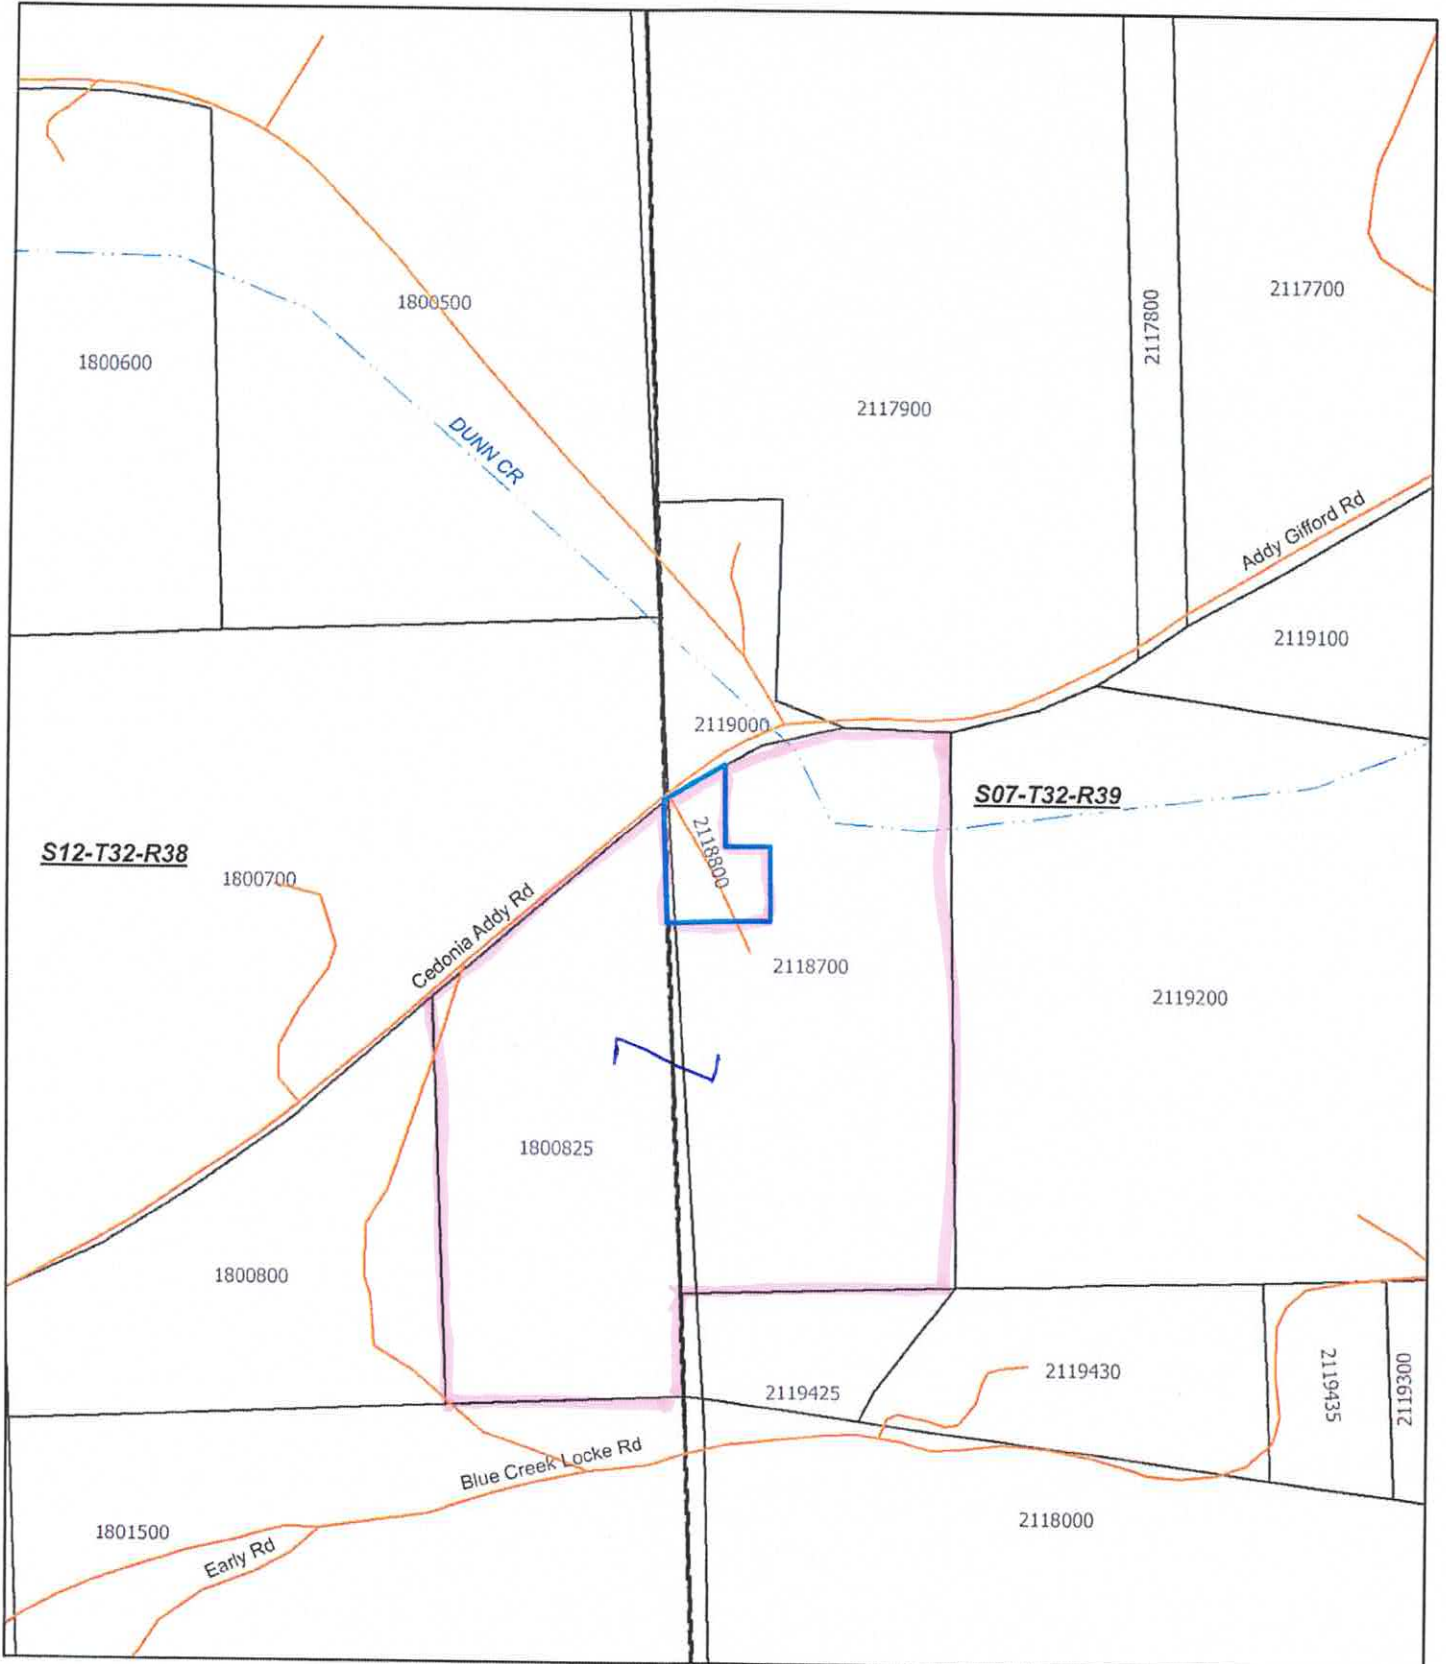 2117700
2117800
1800500
1800600
2117900
DUNN CR
Addy Gifford Rd
2119100
2119000
S07-T32-R39
S12-T32-R38
2118800
1800700
Cedonia Addy Rd
2118700
2119200
1800825
1800800
2119430
2119425
2119435
2119300
Blue Creek Locke Rd
2118000
1801500
Early Rd